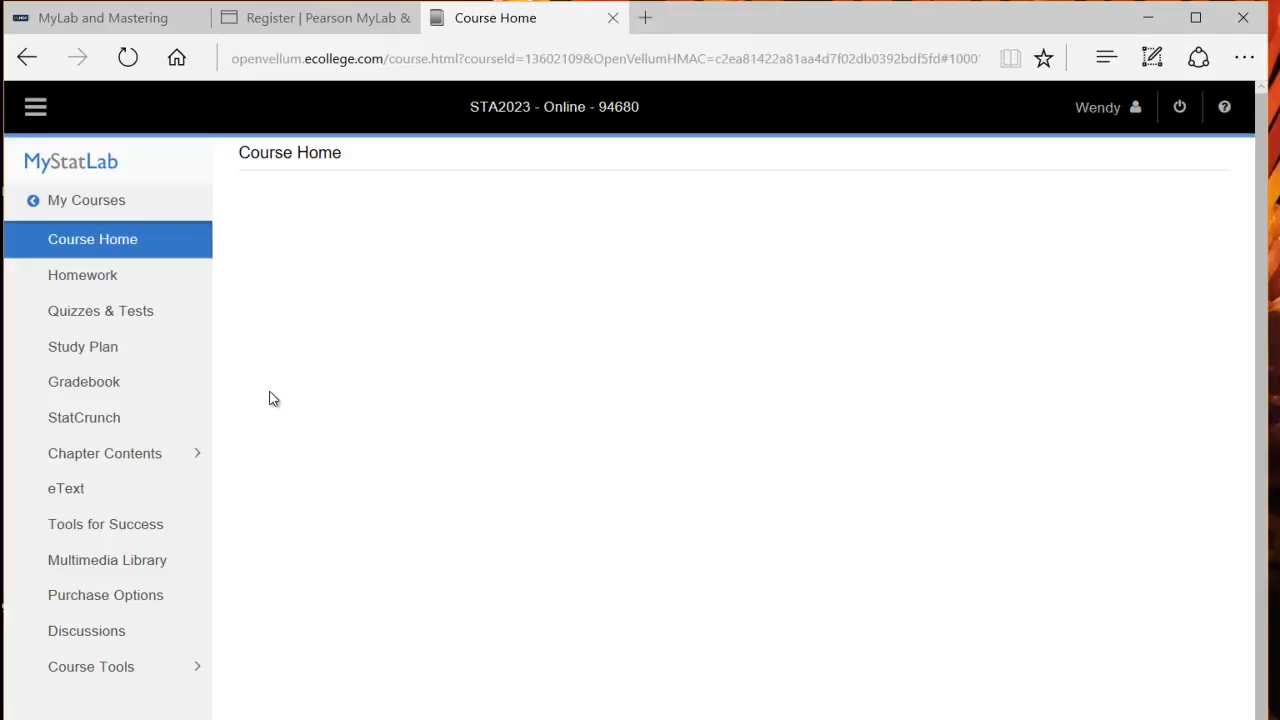 MyLab and Mastering
Register | Pearson MyLab &
Course Home
openvellum.ecollege.com/course.html?courseId=13602109&OpenVellumHMAC=c2ea81422a81aa4d7f02db0392bdf5fd#1000
STA2023 - Online - 94680
Wendy
MyStatLab
Course Home
My Courses
Course Home
Homework
Quizzes & Tests
Study Plan
Gradebook
StatCrunch
Chapter Contents
eText
Tools for Success
Multimedia Library
Purchase Options
Discussions
Course Tools